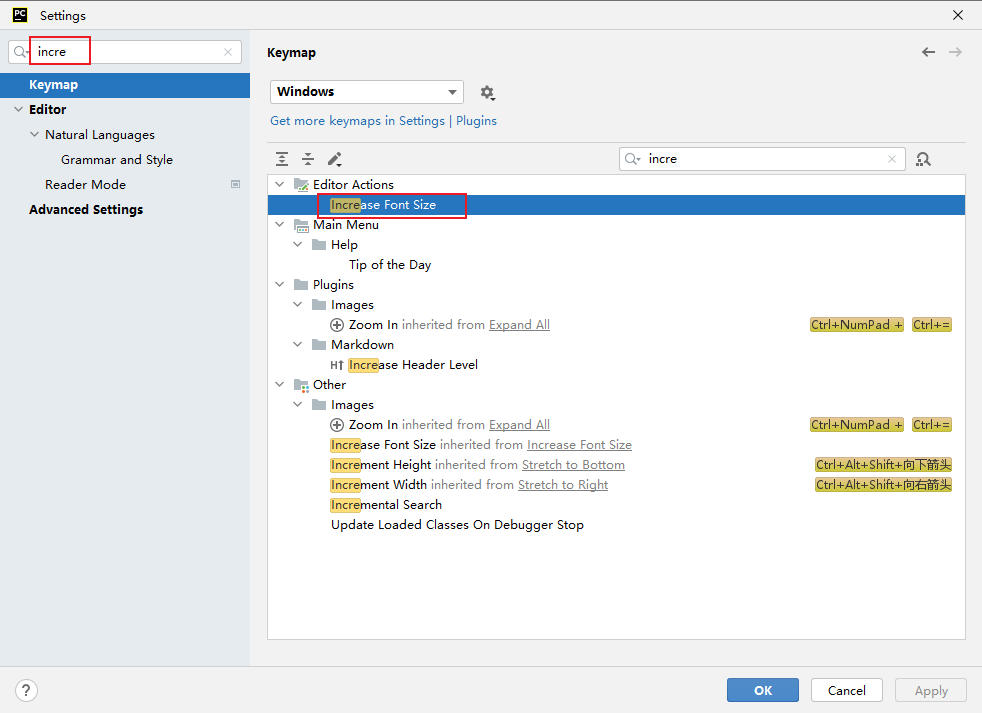 PC Settings
incre
Keymap
Editor
Natural Languages
Grammar and Style
Reader Mode
Advanced Settings
Keymap
Windows
Get more keymaps in Settings | Plugins
incre
Editor Actions
Increase Font Size
Main Menu
Help
Tip of the Day
Plugins
Images
Zoom In inherited from Expand All Ctrl+NumPad + Ctrl+=
Markdown
H↑ Increase Header Level
Other
Images
Zoom In inherited from Expand All Ctrl+NumPad + Ctrl+=
Increase Font Size inherited from Increase Font Size
Increment Height inherited from Stretch to Bottom Ctrl+Alt+Shift+向下箭头
Increment Width inherited from Stretch to Right Ctrl+Alt+Shift+向右箭头
Incremental Search
Update Loaded Classes On Debugger Stop
? OK Cancel Apply